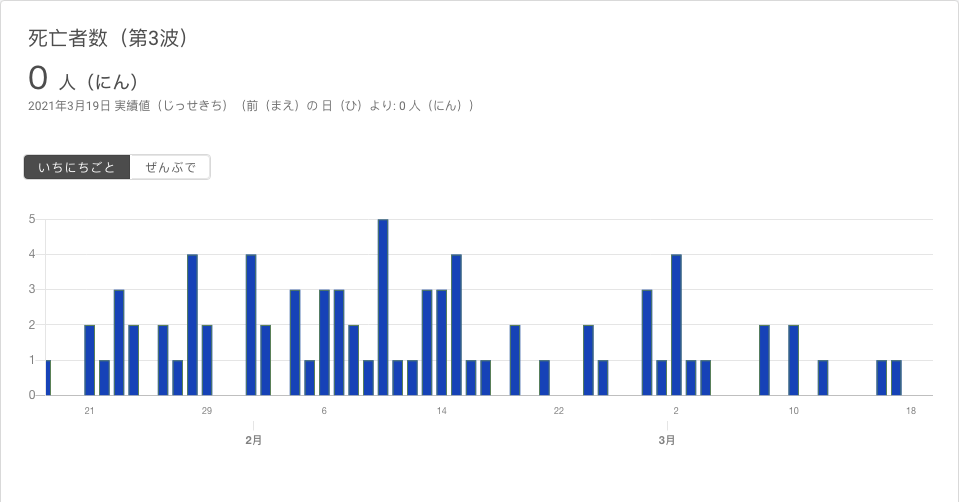 死亡者数（第3波）
0 人（にん）
2021年3月19日 実績値（じっせきち）（前（まえ）の 日（ひ）より: 0 人（にん））
いちにちごと ぜんぶで
5
4
3
2
1
0
21 29 6 14 22 2 10 18
2月 3月